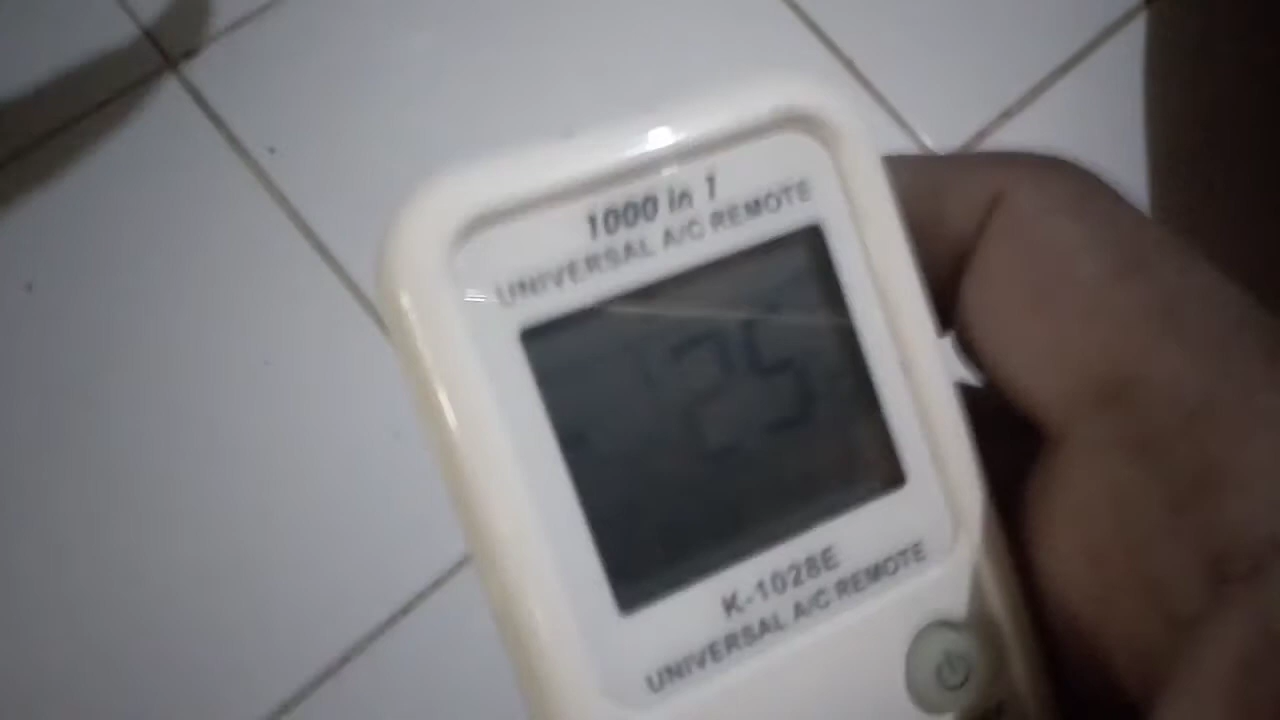 1000 in 1
UNIVERSAL A/C REMOTE
25
K-1028E
UNIVERSAL A/C REMOTE